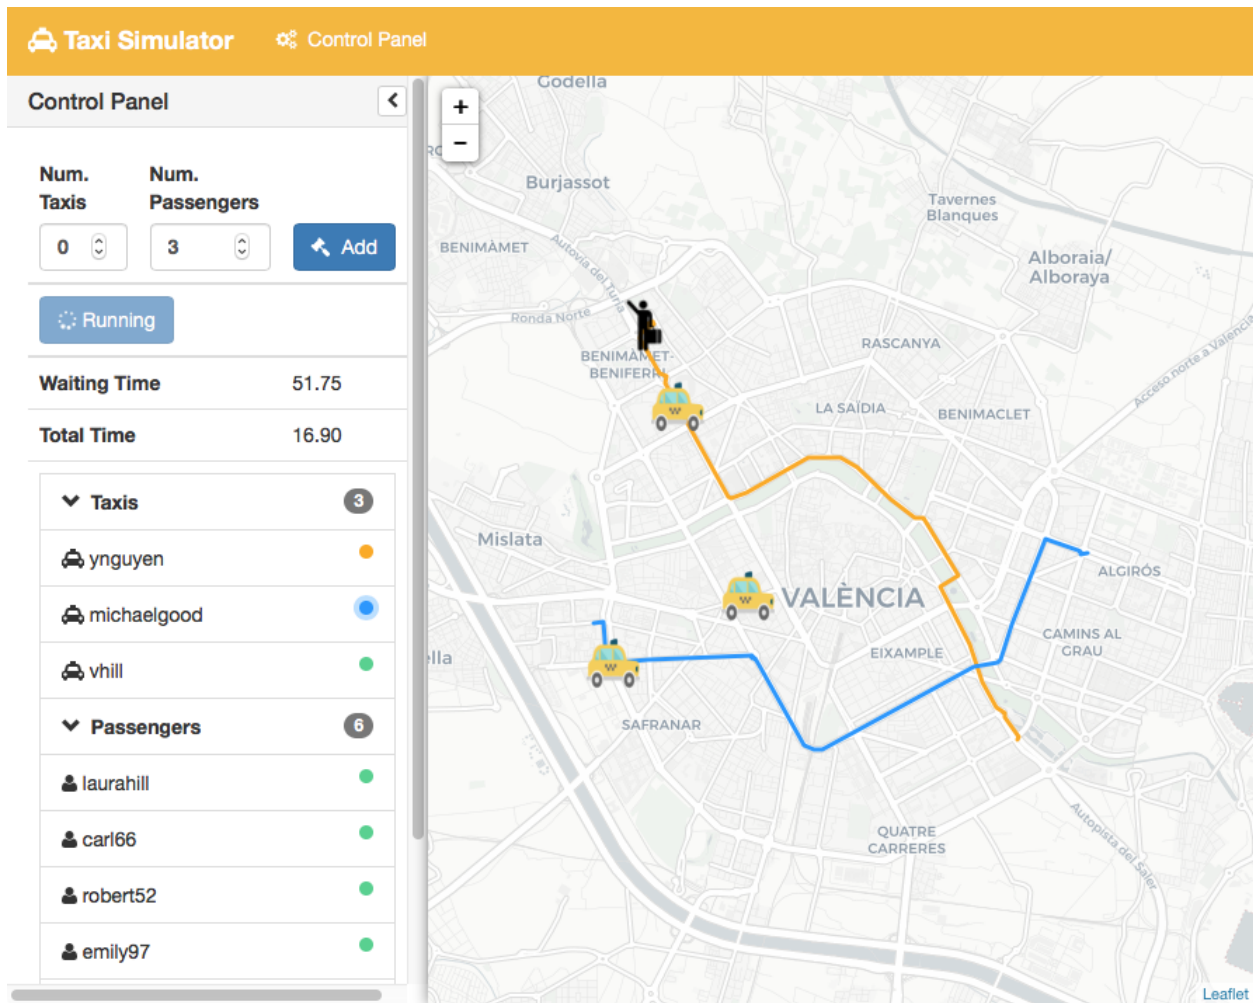 Taxi Simulator
Control Panel
Control Panel
Num.
Taxis
Num.
Passengers
0
3
Add
Running
Waiting Time 51.75
Total Time 16.90
Taxis 3
ynguyen
michaelgood
vhill
Passengers 6
laurahill
carl66
robert52
emily97
+
−
Godella
Burjassot
Tavernes
Blanques
BENIMÀMET
Autovia del Turia
Alboraia/
Alboraya
Ronda Norte
Acceso norte a Valencia
RASCANYA
BENIMÀMET-
BENIFERRI
LA SAÏDIA
BENIMACLET
Mislata
ALGIRÓS
VALÈNCIA
CAMINS AL
GRAU
EIXAMPLE
lla
SAFRANAR
QUATRE
CARRERES
Autopista del Saler
Leaflet